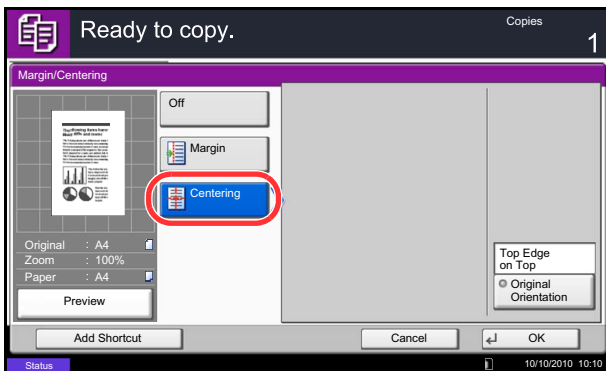 Ready to copy.
Copies
1
Margin/Centering
Off
Margin
Centering
Original : A4
Zoom : 100%
Paper : A4
Preview
Top Edge
on Top
Original
Orientation
Add Shortcut
Cancel
OK
Status
10/10/2010 10:10